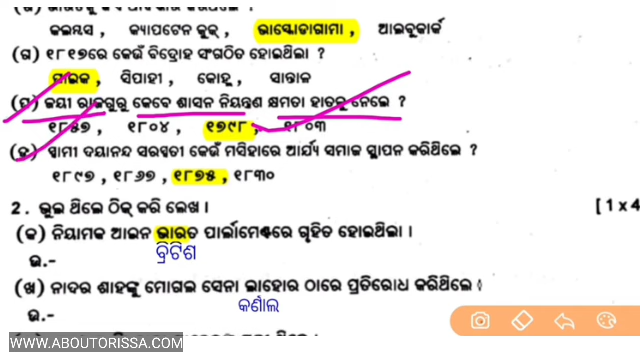 କଲମ୍ବସ, କ୍ୟାପଟେନ କୁକ୍, ଭାସ୍କୋଡାଗାମା, ଆଲବୁକାର୍କ
(ଗ) ୧୮୧୭ରେ କେଉଁ ବିଦ୍ରୋହ ସଂଗଠିତ ହୋଇଥିଲା ?
ପାଇକ, ସିପାହୀ, କୋହ୍ଲ, ସାନ୍ତାଳ
(ଘ) ଜୟୀ ରାଜଗୁରୁ କେବେ ଶାସନ ନିୟନ୍ତ୍ରଣ କ୍ଷମତା ହାତକୁ ନେଲେ ?
୧୮୫୭, ୧୮୦୪, ୧୭୯୮, ୧୮୦୩
ସ୍ୱାମୀ ଦୟାନନ୍ଦ ସରସ୍ୱତୀ କେଉଁ ମସିହାରେ ଆର୍ଯ୍ୟ ସମାଜ ସ୍ଥାପନ କରିଥିଲେ ?
୧୮୯୭, ୧୮୬୭, ୧୮୭୫, ୧୮୩୦
2. ଭୁଲ ଥିଲେ ଠିକ୍ କରି ଲେଖ । [1 x 4
(କ) ନିୟାମକ ଆଇନ ଭାରତ ପାର୍ଲାମେଣ୍ଟରେ ଗୃହିତ ହୋଇଥିଲା ।
ବ୍ରିଟିଶ
ଉ.-
(ଖ) ନାଦର ଶାହଙ୍କୁ ମୋଗଲ ସେନା ଲାହୋର ଠାରେ ପ୍ରତିରୋଧ କରିଥିଲେ ।
କର୍ଣାଲ
ଉ.-
WWW.ABOUTORISSA.COM